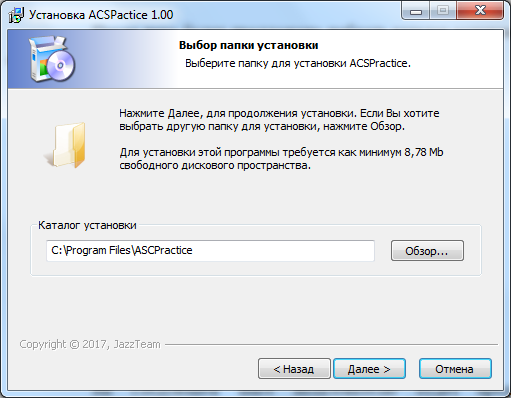 Установка ACSPactice 1.00
Выбор папки установки
Выберите папку для установки ACSPractice.
Нажмите Далее, для продолжения установки. Если Вы хотите
выбрать другую папку для установки, нажмите Обзор.
Для установки этой программы требуется как минимум 8,78 Mb
свободного дискового пространства.
Каталог установки
C:\Program Files\ASCPractice
Обзор...
Copyright © 2017, JazzTeam
< Назад
Далее >
Отмена